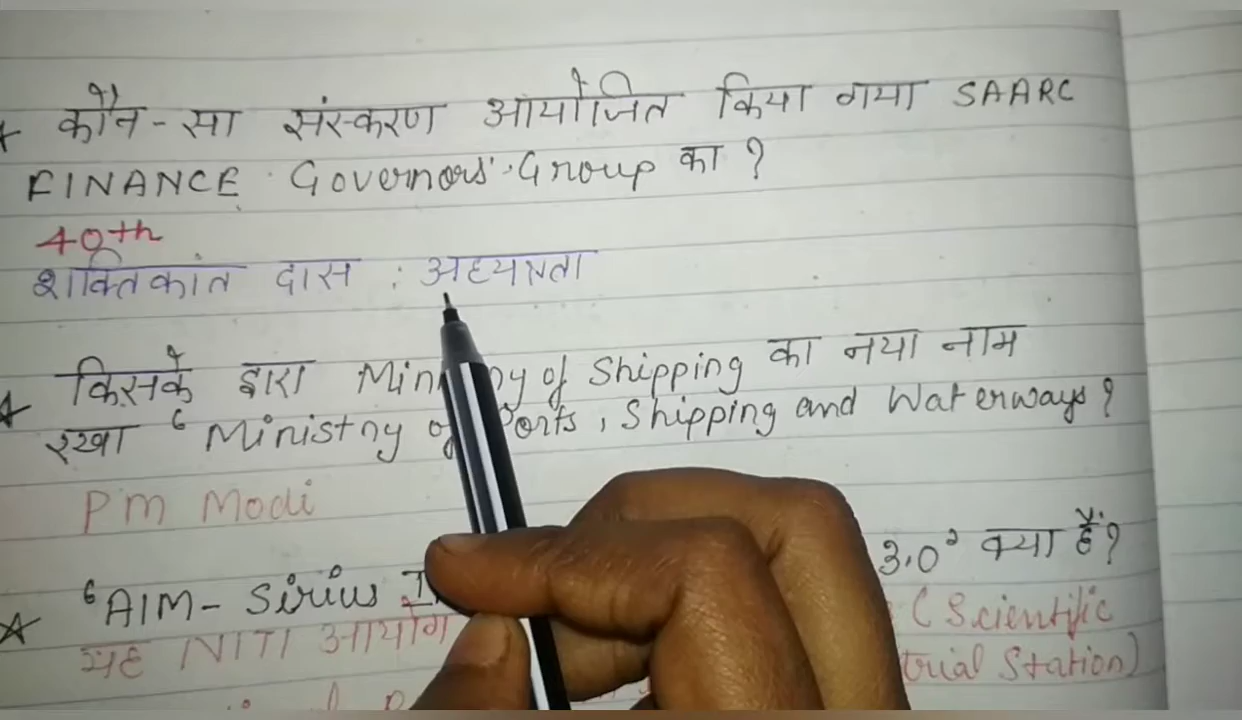 कौन-सा संस्करण आयोजित किया गया SAARC
FINANCE Governors' Group का ?
40th
शक्तिकांत दास : अध्यक्षता
किसके द्वारा of Shipping का नया नाम
रखा 'Ministry of Ports, Shipping and Waterways?
PM Modi
'AIM-Sirius 3.0' क्या हैं?
यह NITI आयोग (Scientific
Station)